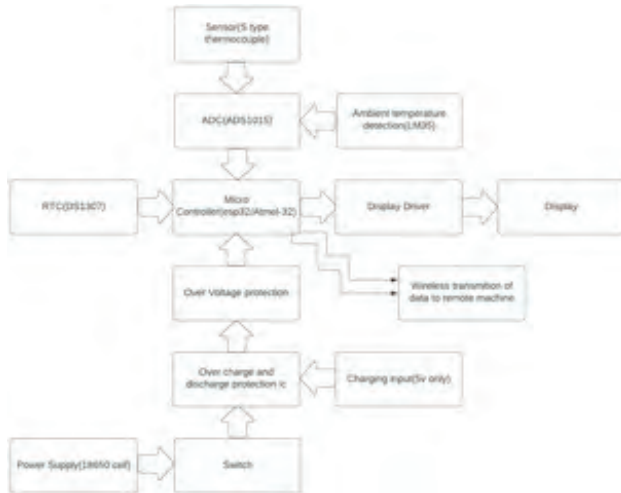 Sensor(S type
thermocouple)
ADC(ADS1015)
Ambient temperature
detection(LM35)
RTC(DS1307)
Micro
Controller(esp32/Atmel-32)
Display Driver
Display
Over Voltage protection
Wireless transmition of
data to remote machine
Over charge and
discharge protection ic
Charging input(5v only)
Power Supply(18650 cell)
Switch